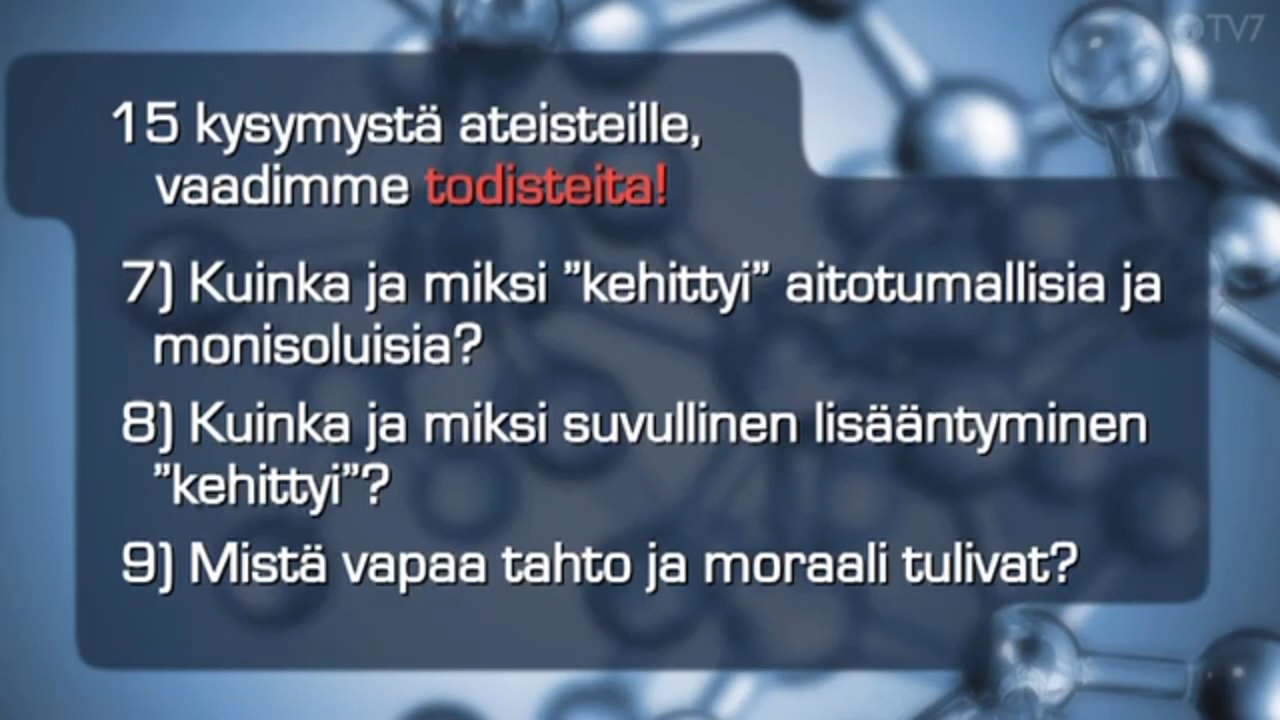 TV7
15 kysymystä ateisteille,
vaadimme todisteita!
7) Kuinka ja miksi ”kehittyi” aitotumallisia ja
monisoluisia?
8) Kuinka ja miksi suvullinen lisääntyminen
”kehittyi”?
9) Mistä vapaa tahto ja moraali tulivat?